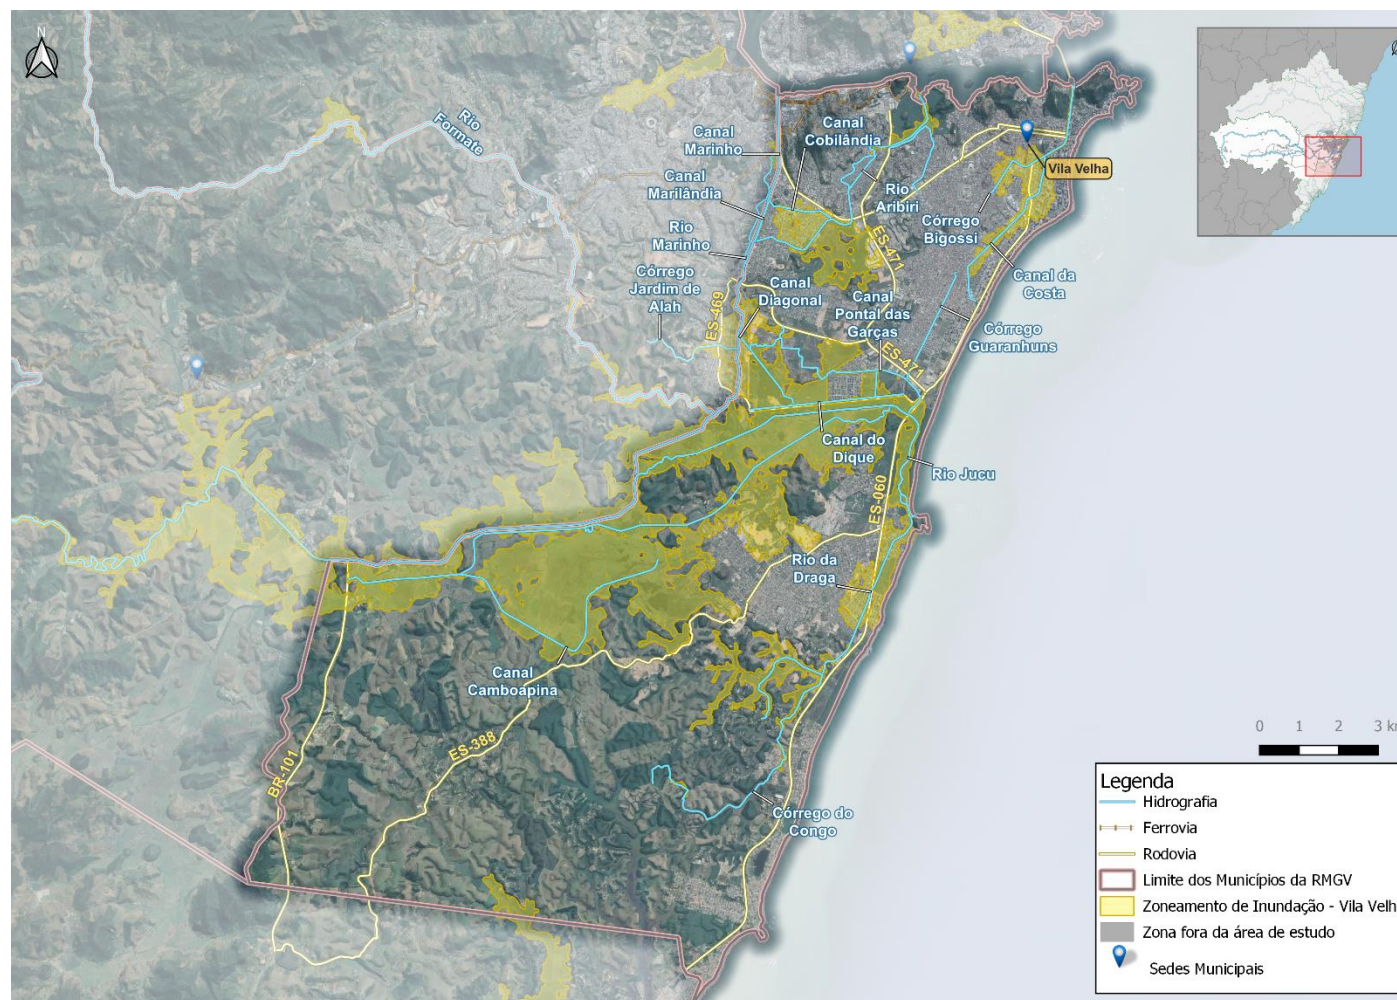 N
Rio
Formate
Canal
Marinho
Canal
Cobilândia
Canal
Marilândia
Rio
Aribiri
Vila Velha
Córrego
Bigossi
Rio
Marinho
ES-471
Córrego
Jardim de
Alah
Canal
Diagonal
Canal
Pontal das
Garças
Canal da
Costa
Córrego
Guaranhuns
ES-469
ES-471
Canal do
Dique
Rio Jucu
ES-060
Rio da
Draga
Canal
Camboapina
ES-388
BR-101
Córrego do
Congo
0 1 2 3 km
Legenda
Hidrografia
Ferrovia
Rodovia
Limite dos Municípios da RMGV
Zoneamento de Inundação - Vila Velh
Zona fora da área de estudo
Sedes Municipais